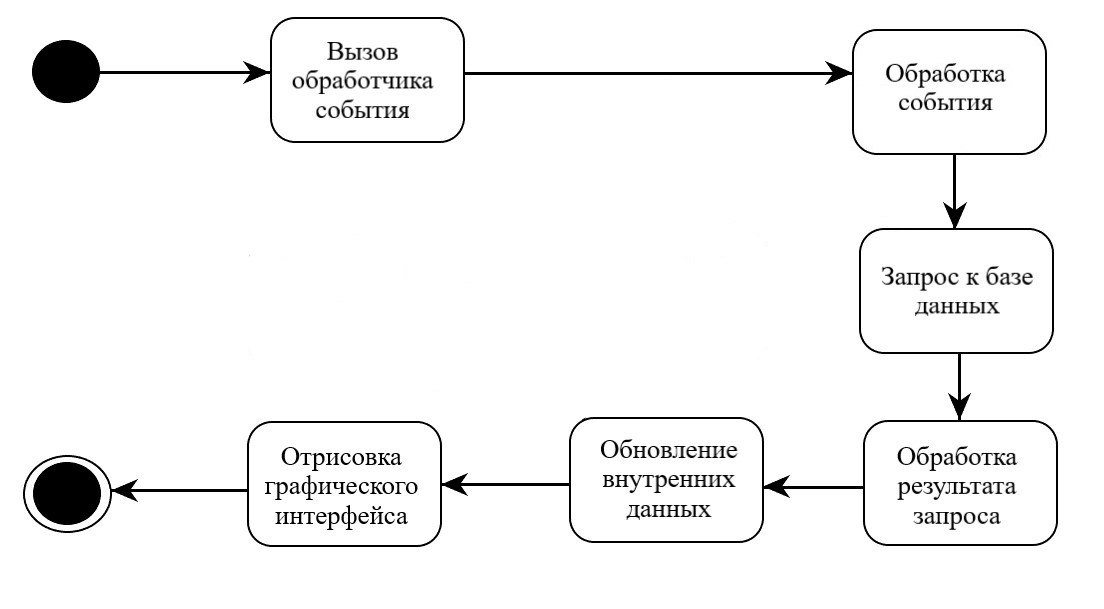 Вызов
обработчика
события
Обработка
события
Запрос к базе
данных
Обработка
результата
запроса
Обновление
внутренних
данных
Отрисовка
графического
интерфейса